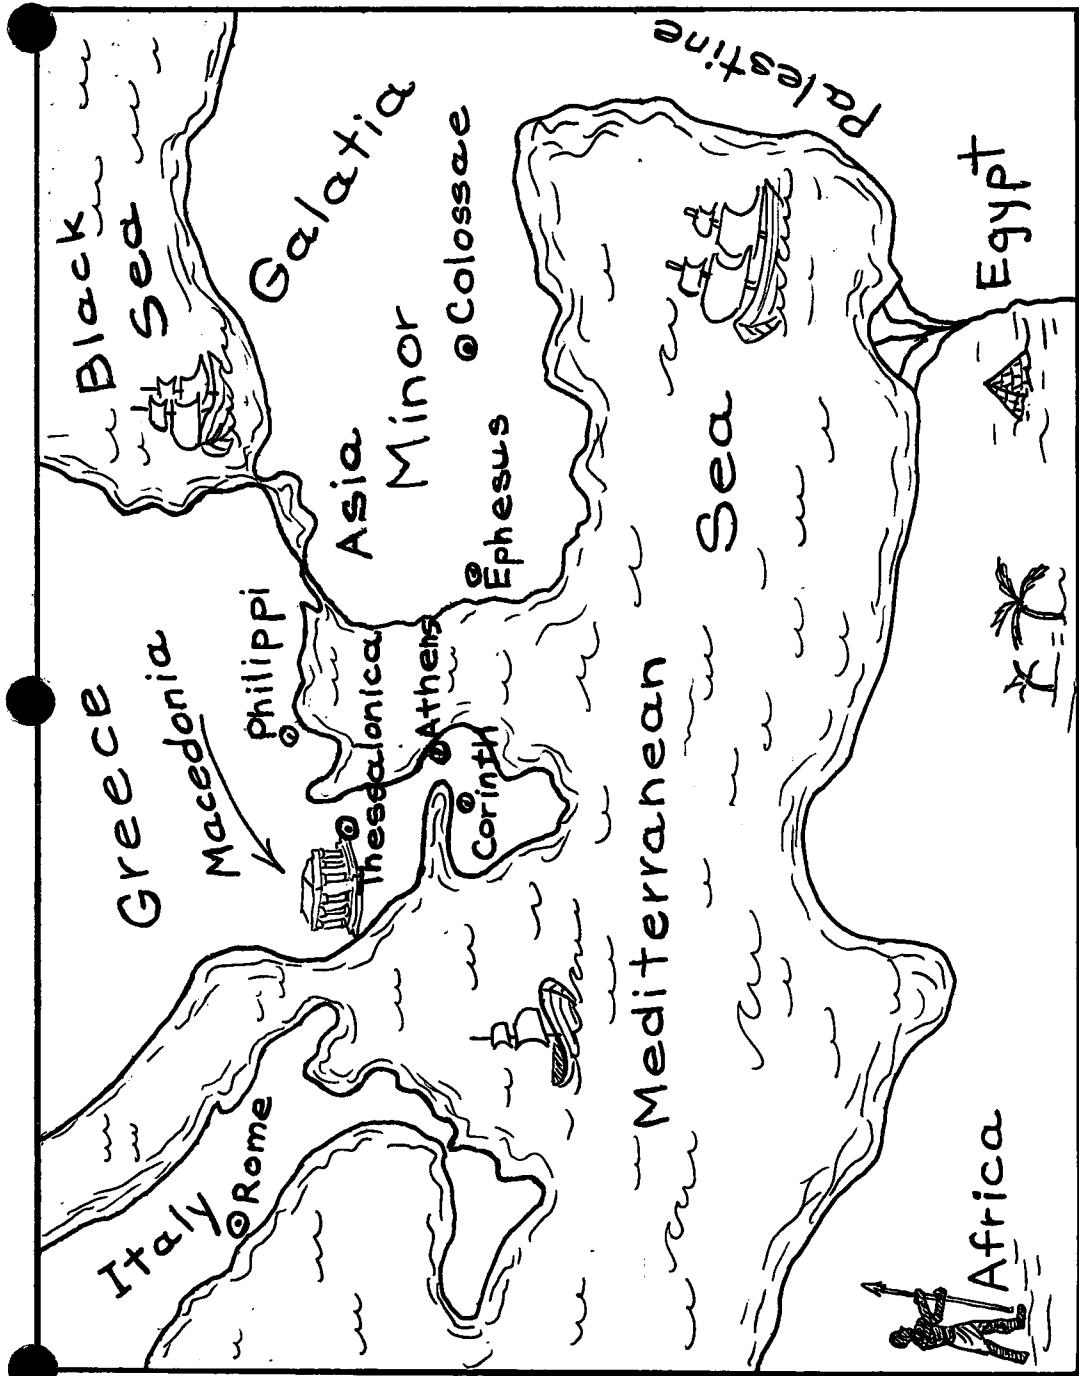 Black
Sea
Galatia
Palestine
Greece
Macedonia
Philippi
Asia
Minor
Colossae
Ephesus
Thessalonica
Athens
Corinth
Italy
Rome
Mediterranean Sea
Egypt
Africa